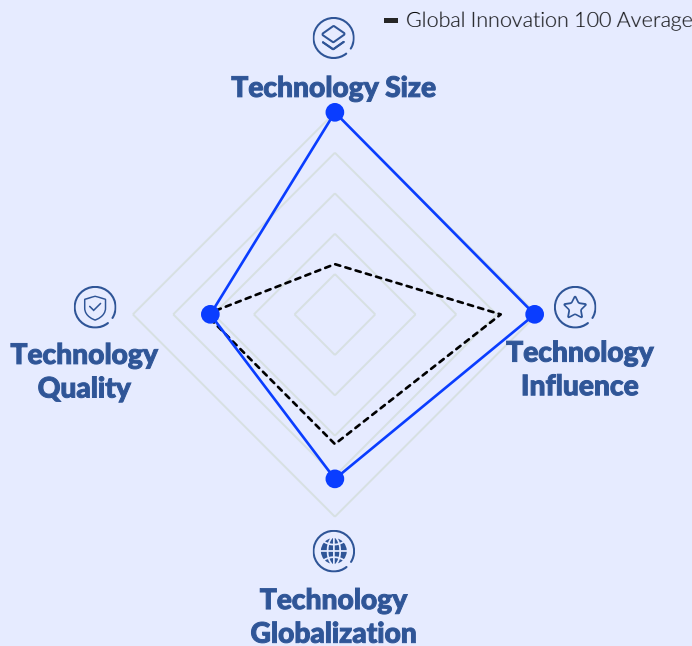 Global Innovation 100 Average
Technology Size
Technology
Quality
Technology
Influence
Technology
Globalization